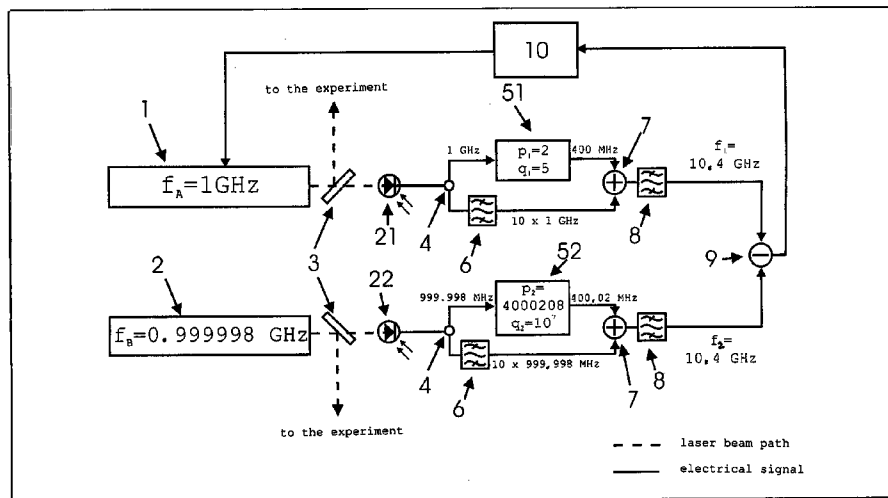 10
to the experiment
51
1
7
1 GHz
p₁=2
q₁=5
400 MHz
f₁=
10,4 GHz
f_A=1GHz
10 x 1 GHz
21
4
6
8
3
9
2
22
52
999.998 MHz
p₂=
4000208
q₂=10⁷
400,02 MHz
f_B=0.999998 GHz
f₂=
10,4 GHz
10 x 999,998 MHz
4
6
7
8
to the experiment
laser beam path
electrical signal